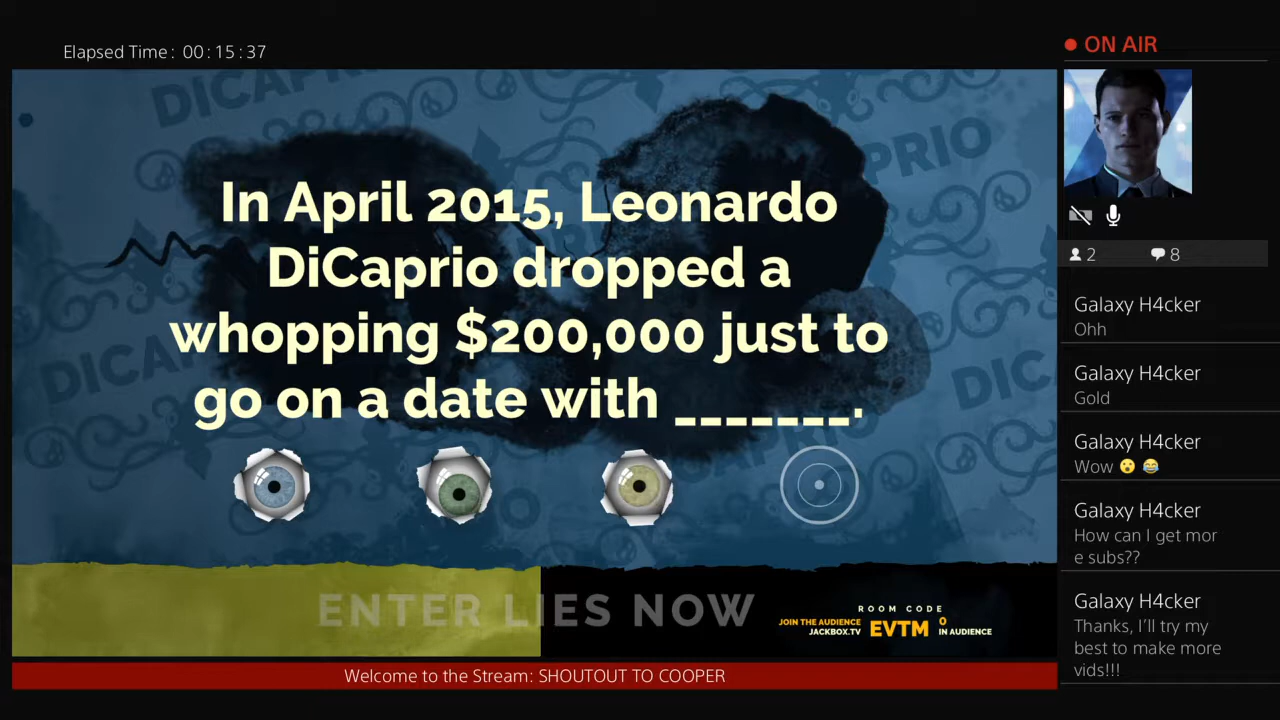 Elapsed Time: 00:15:37
ON AIR
DICAPRIO
In April 2015, Leonardo
DiCaprio dropped a
whopping $200,000 just to
go on a date with _______.
ENTER LIES NOW
ROOM CODE
JOIN THE AUDIENCE
JACKBOX.TV
EVTM
0
IN AUDIENCE
Welcome to the Stream: SHOUTOUT TO COOPER
2
8
Galaxy H4cker
Ohh
Galaxy H4cker
Gold
Galaxy H4cker
Wow 😮 😂
Galaxy H4cker
How can I get mor
e subs??
Galaxy H4cker
Thanks, I'll try my
best to make more
vids!!!